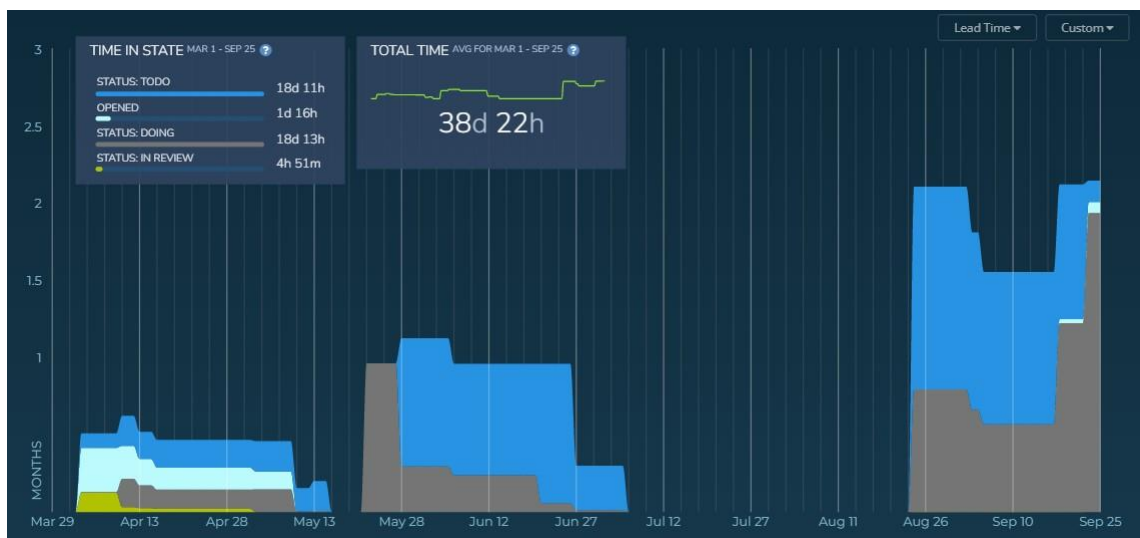 Lead Time
Custom
TIME IN STATE MAR 1 - SEP 25 ?
STATUS: TODO
18d 11h
OPENED
1d 16h
STATUS: DOING
18d 13h
STATUS: IN REVIEW
4h 51m
TOTAL TIME AVG FOR MAR 1 - SEP 25 ?
38d 22h
3
2.5
2
1.5
1
MONTHS
Mar 29 Apr 13 Apr 28 May 13 May 28 Jun 12 Jun 27 Jul 12 Jul 27 Aug 11 Aug 26 Sep 10 Sep 25